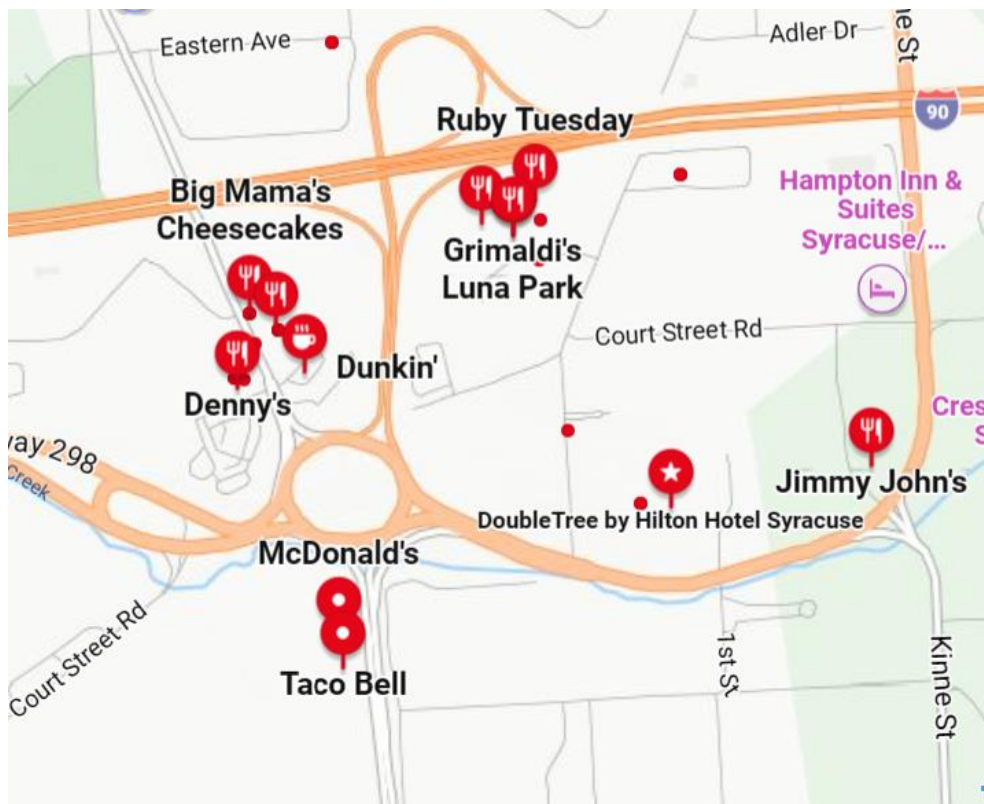 Eastern Ave
Adler Dr
ne St
90
Ruby Tuesday
Big Mama's
Cheesecakes
Hampton Inn &
Suites
Syracuse/...
Grimaldi's
Luna Park
Court Street Rd
Dunkin'
Denny's
Cres
S
way 298
Creek
Jimmy John's
DoubleTree by Hilton Hotel Syracuse
McDonald's
Court Street Rd
Taco Bell
1st St
Kinne St